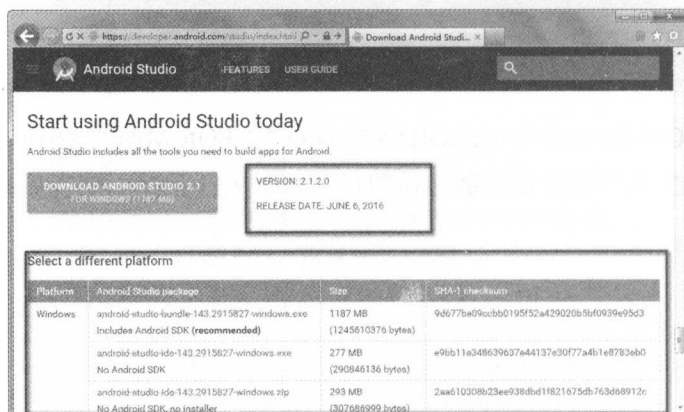 https://developer.android.com/studio/index.html
Download Android Studi...
Android Studio FEATURES USER GUIDE
Start using Android Studio today
Android Studio includes all the tools you need to build apps for Android.
DOWNLOAD ANDROID STUDIO 2.1
FOR WINDOWS (1187 MB)
VERSION: 2.1.2.0
RELEASE DATE: JUNE 6, 2016
Select a different platform
Platform Android Studio package Size SHA-1 checksum
Windows android-studio-bundle-143.2915827-windows.exe 1187 MB
Includes Android SDK (recommended) (1245610376 bytes)
android-studio-ide-143.2915827-windows.exe 277 MB
No Android SDK (290846136 bytes)
android-studio-ide-143.2915827-windows.zip 293 MB
No Android SDK, no installer (307686999 bytes)